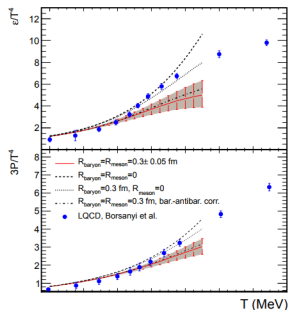 ε/T⁴
12
10
8
6
4
2
0
3P/T⁴
8
7
6
5
4
3
2
1
R_baryon=R_meson=0.3± 0.05 fm
R_baryon=R_meson=0
R_baryon=0.3 fm, R_meson=0
R_baryon=R_meson=0.3 fm, bar.-antibar. corr.
LQCD, Borsanyi et al.
T (MeV)